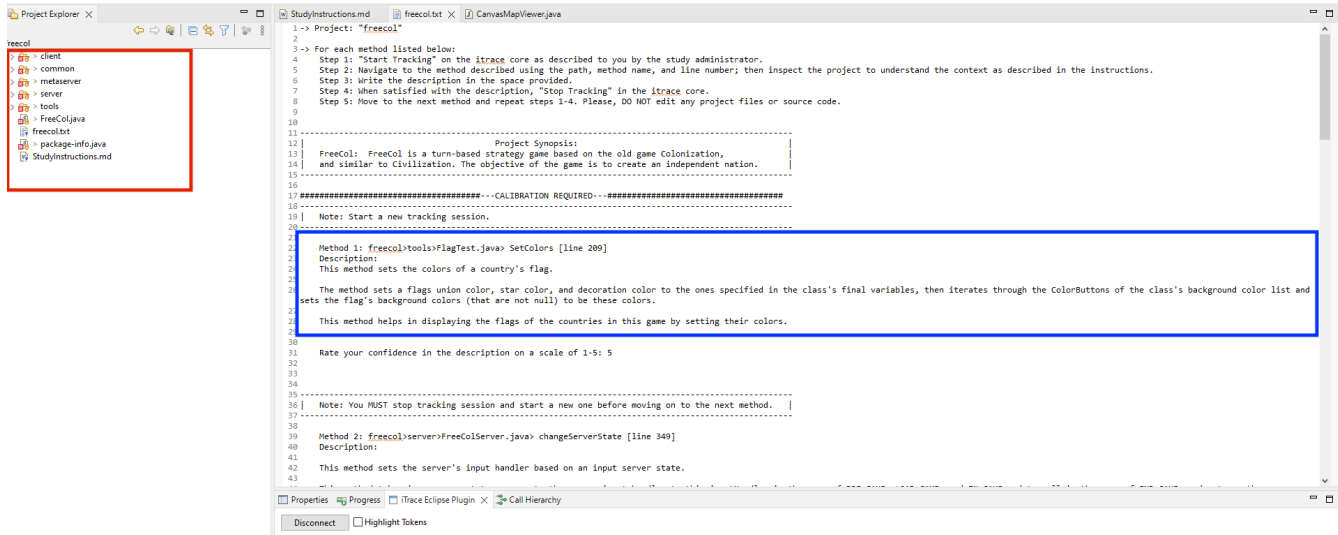 Project Explorer
reecol
> client
> common
> metaserver
> server
> tools
> FreeCol.java
freecol.txt
> package-info.java
StudyInstructions.md
StudyInstructions.md freecol.txt CanvasMapViewer.java
1 -> Project: "freecol"
2
3 -> For each method listed below:
4 Step 1: "Start Tracking" on the itrace core as described to you by the study administrator.
5 Step 2: Navigate to the method described using the path, method name, and line number; then inspect the project to understand the context as described in the instructions.
6 Step 3: Write the description in the space provided.
7 Step 4: When satisfied with the description, "Stop Tracking" in the itrace core.
8 Step 5: Move to the next method and repeat steps 1-4. Please, DO NOT edit any project files or source code.
9
10
11 ----------------------------------------------------------------------------------------------------
12 | Project Synopsis: |
13 | FreeCol: FreeCol is a turn-based strategy game based on the old game Colonization, |
14 | and similar to Civilization. The objective of the game is to create an independent nation. |
15 ----------------------------------------------------------------------------------------------------
16
17 #####################################---CALIBRATION REQUIRED---####################################
18 ----------------------------------------------------------------------------------------------------
19 | Note: Start a new tracking session.
20 ----------------------------------------------------------------------------------------------------
21
22 Method 1: freecol>tools>FlagTest.java> SetColors [line 209]
23 Description:
24 This method sets the colors of a country's flag.
25
26 The method sets a flags union color, star color, and decoration color to the ones specified in the class's final variables, then iterates through the ColorButtons of the class's background color list and
sets the flag's background colors (that are not null) to be these colors.
27
28 This method helps in displaying the flags of the countries in this game by setting their colors.
29
30
31 Rate your confidence in the description on a scale of 1-5: 5
32
33
34
35 ----------------------------------------------------------------------------------------------------
36 | Note: You MUST stop tracking session and start a new one before moving on to the next method. |
37 ----------------------------------------------------------------------------------------------------
38
39 Method 2: freecol>server>FreeColServer.java> changeServerState [line 349]
40 Description:
41
42 This method sets the server's input handler based on an input server state.
43
Properties Progress iTrace Eclipse Plugin Call Hierarchy
Disconnect Highlight Tokens